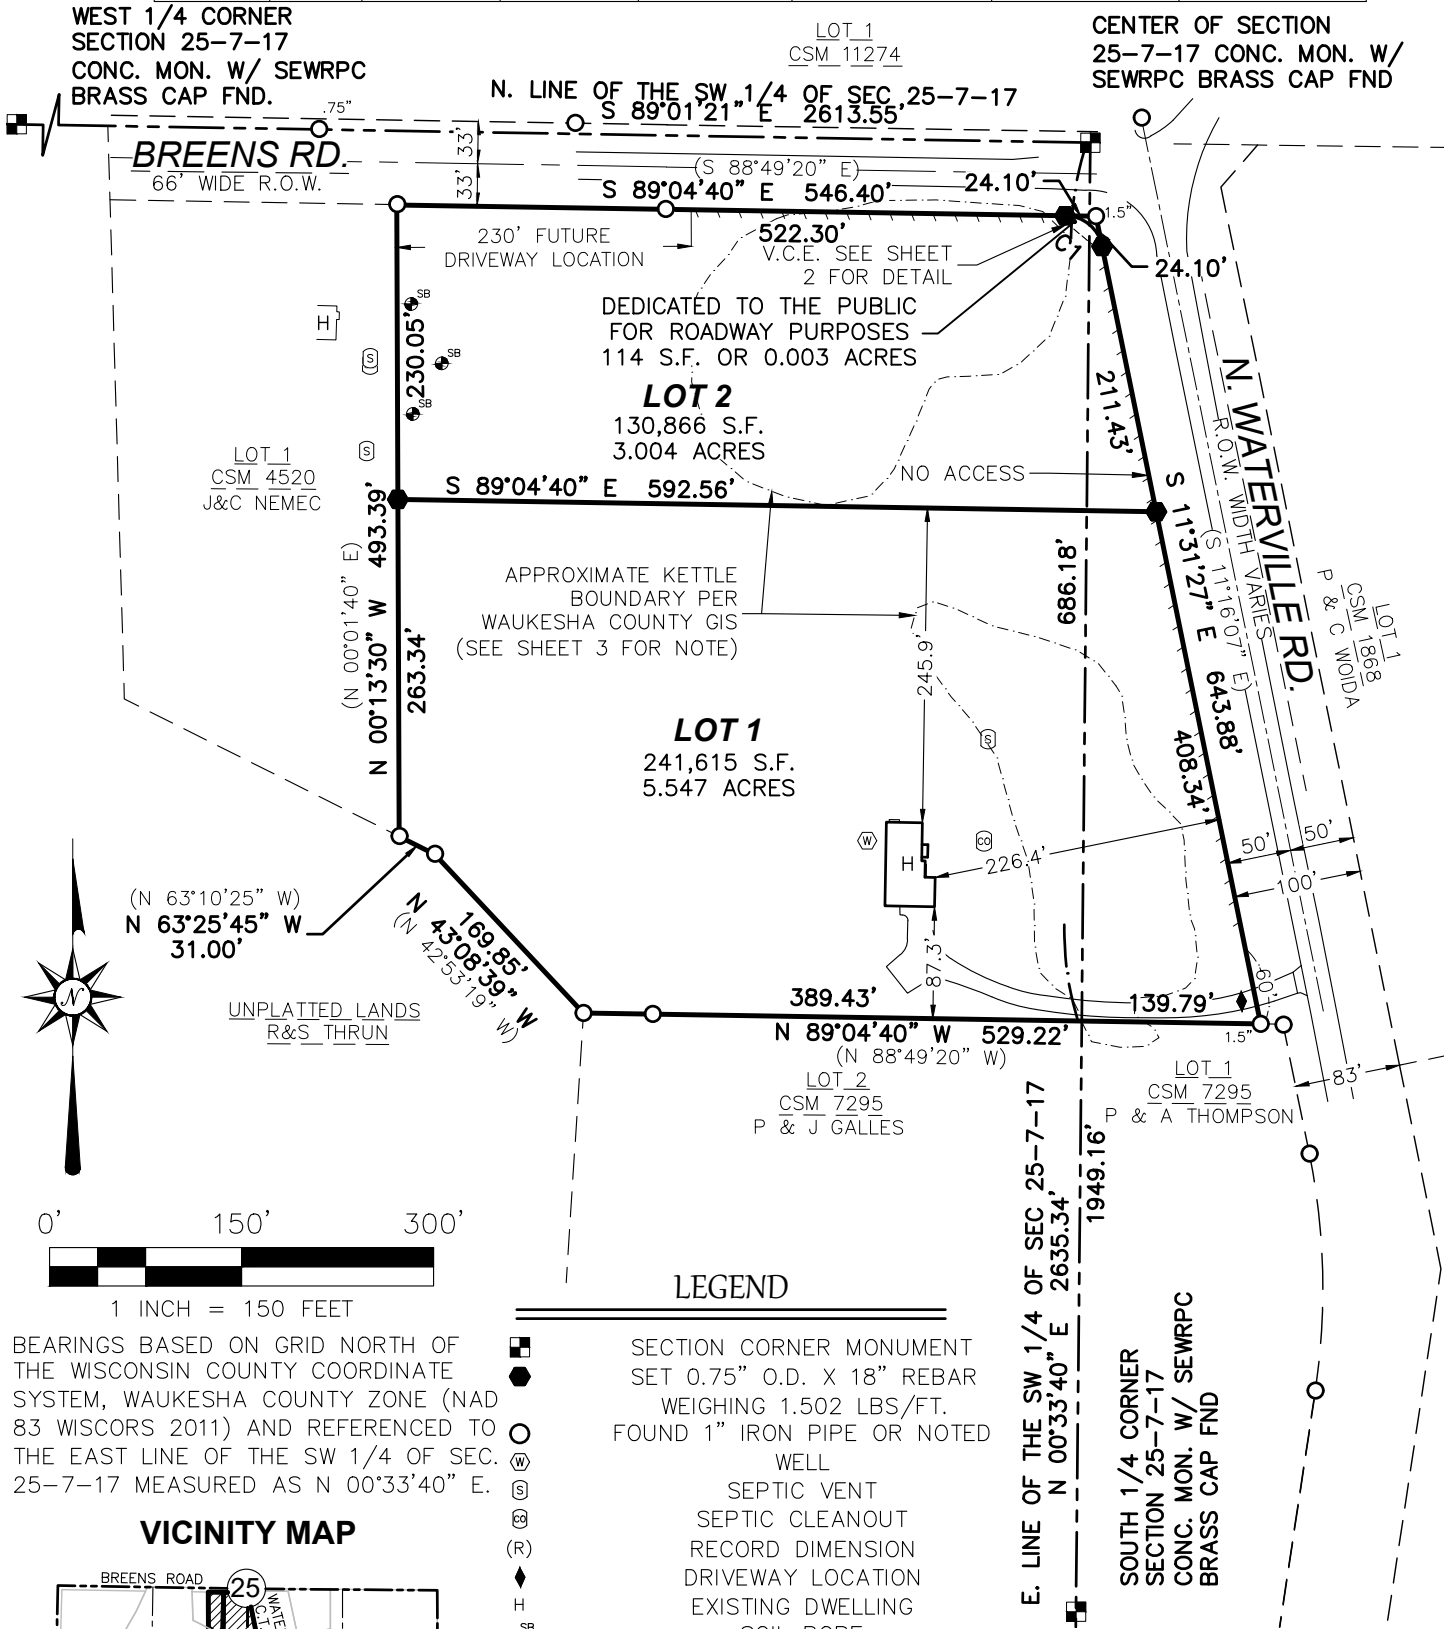 WEST 1/4 CORNER
SECTION 25-7-17
CONC. MON. W/ SEWRPC
BRASS CAP FND.
LOT 1
CSM 11274
CENTER OF SECTION
25-7-17 CONC. MON. W/
SEWRPC BRASS CAP FND
N. LINE OF THE SW 1/4 OF SEC 25-7-17
S 89°01'21" E 2613.55'
.75"
BREENS RD.
66' WIDE R.O.W.
33'
33'
(S 88°49'20" E)
S 89°04'40" E 546.40'
24.10'
1.5"
522.30'
C1
24.10'
230' FUTURE
DRIVEWAY LOCATION
V.C.E. SEE SHEET
2 FOR DETAIL
DEDICATED TO THE PUBLIC
FOR ROADWAY PURPOSES
114 S.F. OR 0.003 ACRES
SB
SB
SB
H
S
S
230.05'
LOT 2
130,866 S.F.
3.004 ACRES
211.43'
NO ACCESS
N. WATERVILLE RD.
R.O.W. WIDTH VARIES
LOT 1
CSM 4520
J&C NEMEC
S 89°04'40" E 592.56'
N 00°13'30" W 493.39'
(N 00°01'40" E)
263.34'
APPROXIMATE KETTLE
BOUNDARY PER
WAUKESHA COUNTY GIS
(SEE SHEET 3 FOR NOTE)
245.9'
686.18'
S 11°31'27" E 643.88'
(S 11°16'07" E)
408.34'
LOT 1
CSM 1868
P & C WOIDA
LOT 1
241,615 S.F.
5.547 ACRES
S
W
CO
H
226.4'
87.3'
50'
50'
100'
60'
(N 63°10'25" W)
N 63°25'45" W
31.00'
169.85'
N 43°08'39" W
(N 42°53'19" W)
N
UNPLATTED LANDS
R&S THRUN
389.43'
139.79'
N 89°04'40" W 529.22'
(N 88°49'20" W)
1.5"
LOT 2
CSM 7295
P & J GALLES
LOT 1
CSM 7295
P & A THOMPSON
83'
E. LINE OF THE SW 1/4 OF SEC 25-7-17
N 00°33'40" E 2635.34'
1949.16'
SOUTH 1/4 CORNER
SECTION 25-7-17
CONC. MON. W/ SEWRPC
BRASS CAP FND
0' 150' 300'
1 INCH = 150 FEET
BEARINGS BASED ON GRID NORTH OF
THE WISCONSIN COUNTY COORDINATE
SYSTEM, WAUKESHA COUNTY ZONE (NAD
83 WISCORS 2011) AND REFERENCED TO
THE EAST LINE OF THE SW 1/4 OF SEC.
25-7-17 MEASURED AS N 00°33'40" E.
LEGEND
SECTION CORNER MONUMENT
SET 0.75" O.D. X 18" REBAR
WEIGHING 1.502 LBS/FT.
FOUND 1" IRON PIPE OR NOTED
W WELL
S SEPTIC VENT
CO SEPTIC CLEANOUT
(R) RECORD DIMENSION
DRIVEWAY LOCATION
H EXISTING DWELLING
SB
VICINITY MAP
BREENS ROAD
25